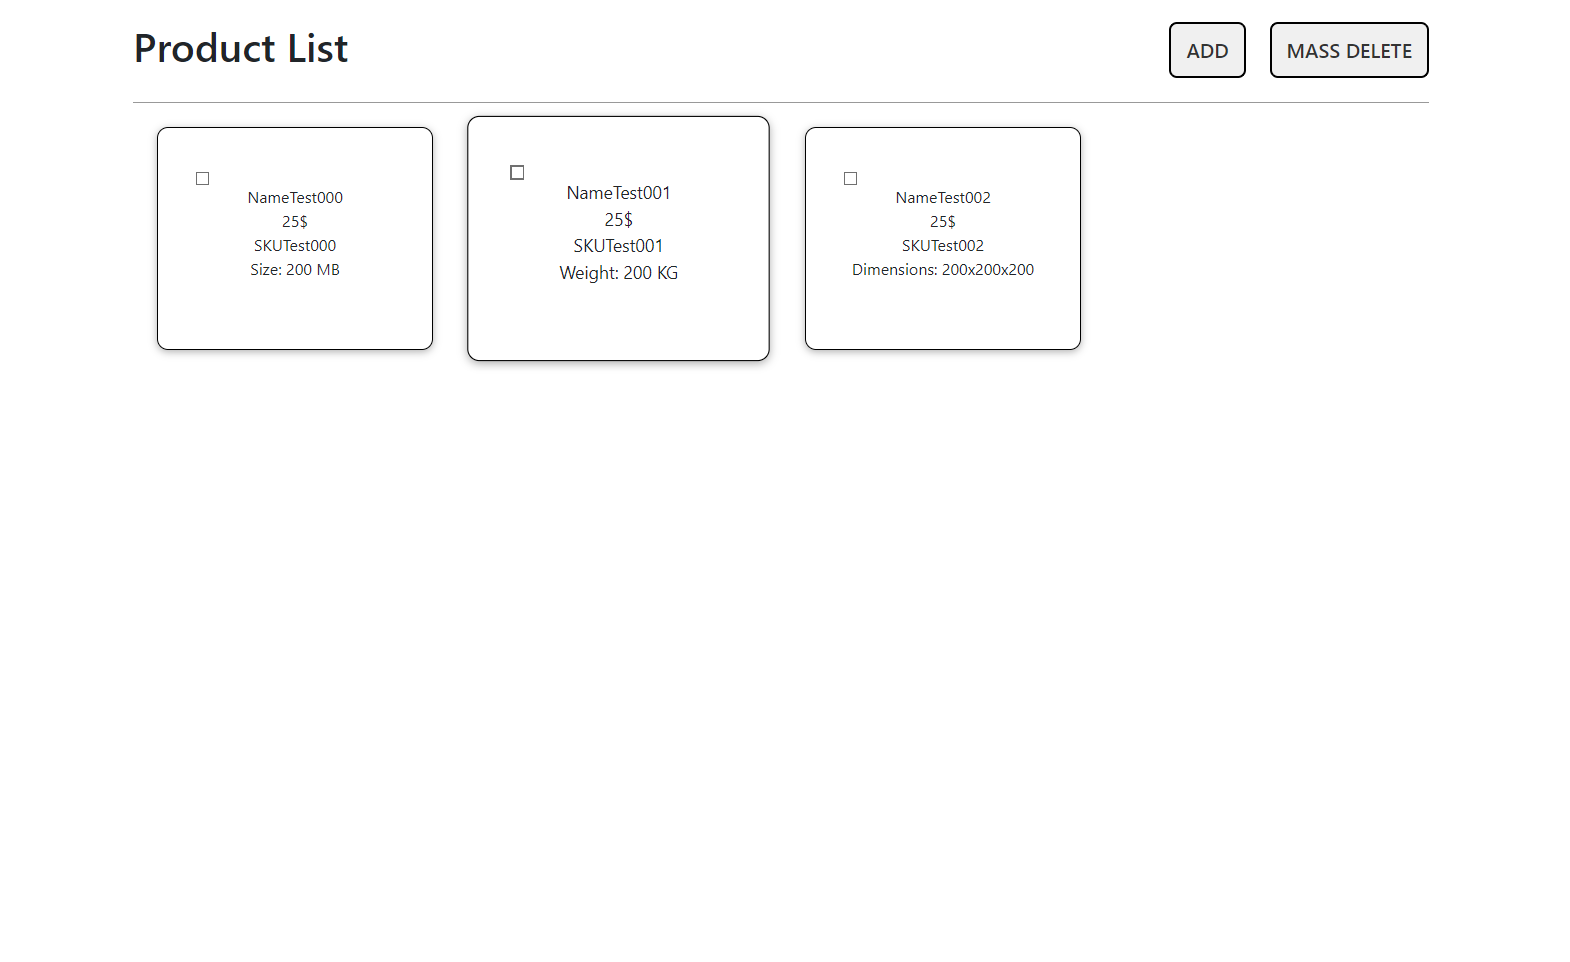 Product List
ADD
MASS DELETE
NameTest000
25$
SKUTest000
Size: 200 MB
NameTest001
25$
SKUTest001
Weight: 200 KG
NameTest002
25$
SKUTest002
Dimensions: 200x200x200